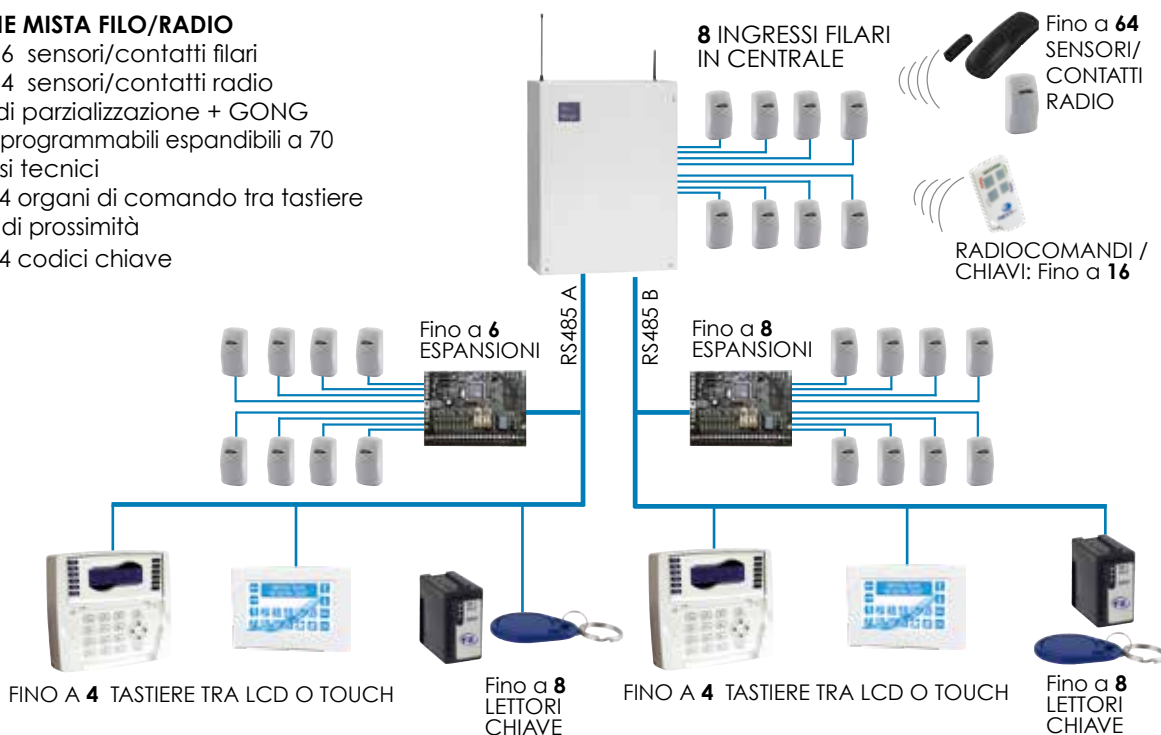 IE MISTA FILO/RADIO
6 sensori/contatti filari
4 sensori/contatti radio
di parzializzazione + GONG
programmabili espandibili a 70
si tecnici
4 organi di comando tra tastiere
di prossimità
4 codici chiave
8 INGRESSI FILARI
IN CENTRALE
Fino a 64
SENSORI/
CONTATTI
RADIO
RADIOCOMANDI /
CHIAVI: Fino a 16
RS485 A
RS485 B
Fino a 6
ESPANSIONI
Fino a 8
ESPANSIONI
FINO A 4 TASTIERE TRA LCD O TOUCH
Fino a 8
LETTORI
CHIAVE
FINO A 4 TASTIERE TRA LCD O TOUCH
Fino a 8
LETTORI
CHIAVE